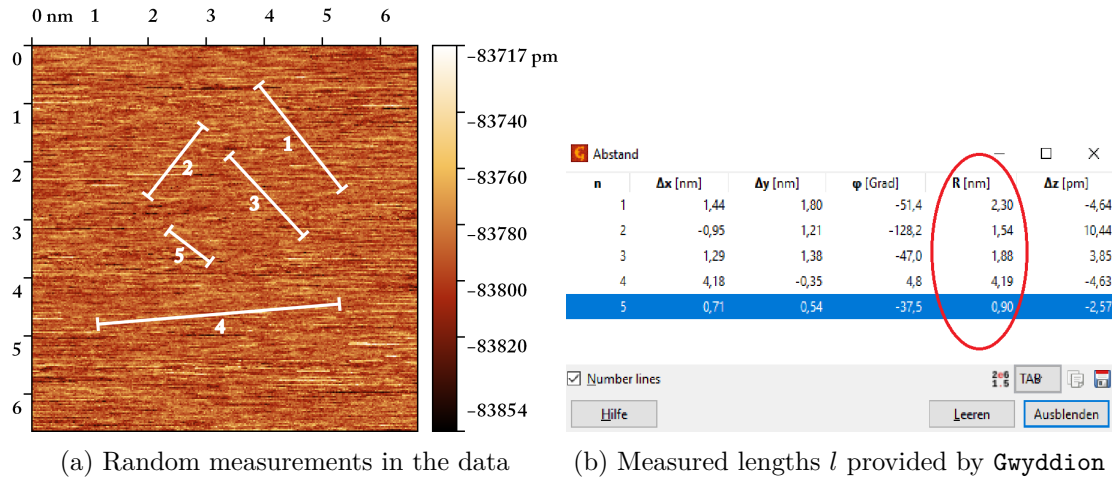 0 nm 1 2 3 4 5 6
0
1
2
3
4
5
6
1
2
3
5
4
-83717 pm
-83740
-83760
-83780
-83800
-83820
-83854
(a) Random measurements in the data
Abstand
n Δx [nm] Δy [nm] φ [Grad] R [nm] Δz [pm]
1 1,44 1,80 -51,4 2,30 -4,64
2 -0,95 1,21 -128,2 1,54 10,44
3 1,29 1,38 -47,0 1,88 3,85
4 4,18 -0,35 4,8 4,19 -4,63
5 0,71 0,54 -37,5 0,90 -2,57
Number lines
2e6
1.5
TAB
Hilfe Leeren Ausblenden
(b) Measured lengths l provided by Gwyddion